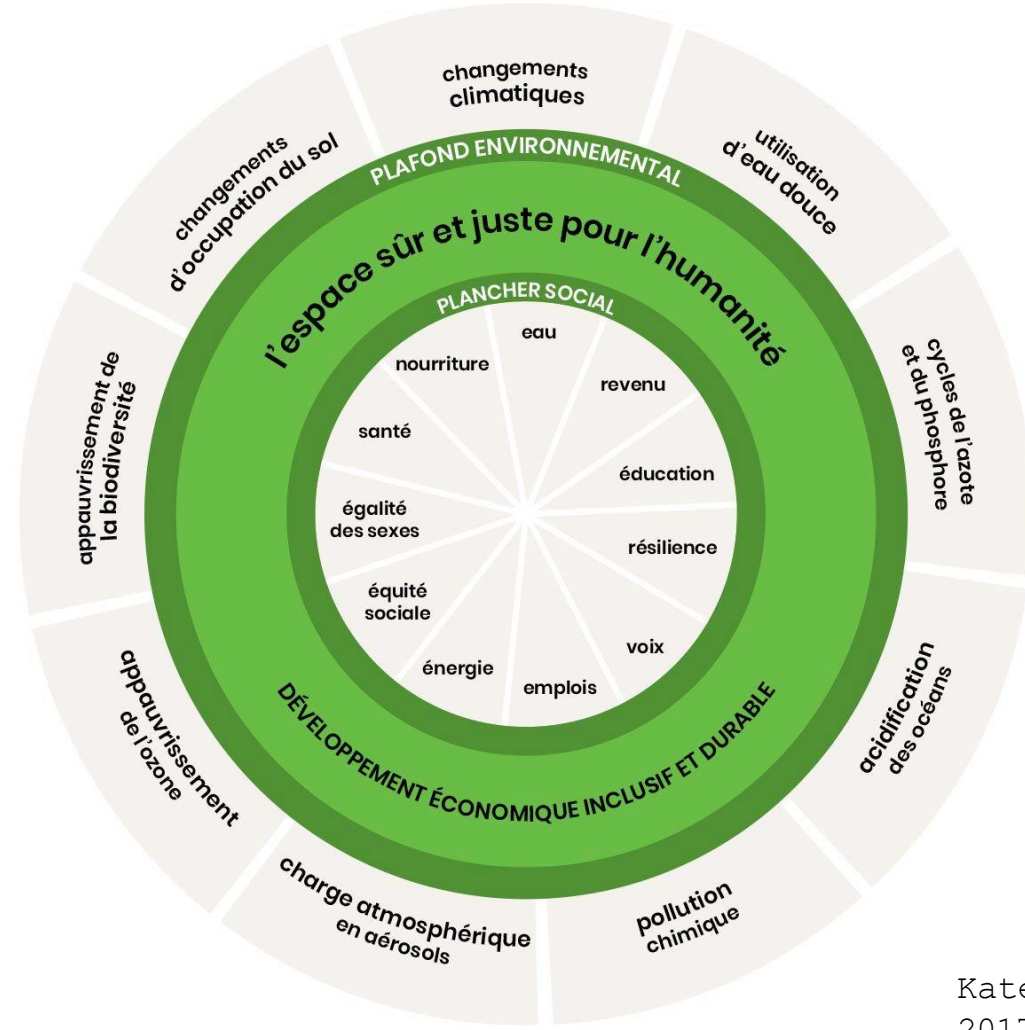 changements
climatiques
utilisation
d'eau douce
cycles de l'azote
et du phosphore
acidification
des océans
pollution
chimique
charge atmosphérique
en aérosols
appauvrissement
de l'ozone
appauvrissement de
la biodiversité
changements
d'occupation du sol
PLAFOND ENVIRONNEMENTAL
l'espace sûr et juste pour l'humanité
PLANCHER SOCIAL
eau
revenu
éducation
résilience
voix
emplois
énergie
équité
sociale
égalité
des sexes
santé
nourriture
DÉVELOPPEMENT ÉCONOMIQUE INCLUSIF ET DURABLE
Kate
2017